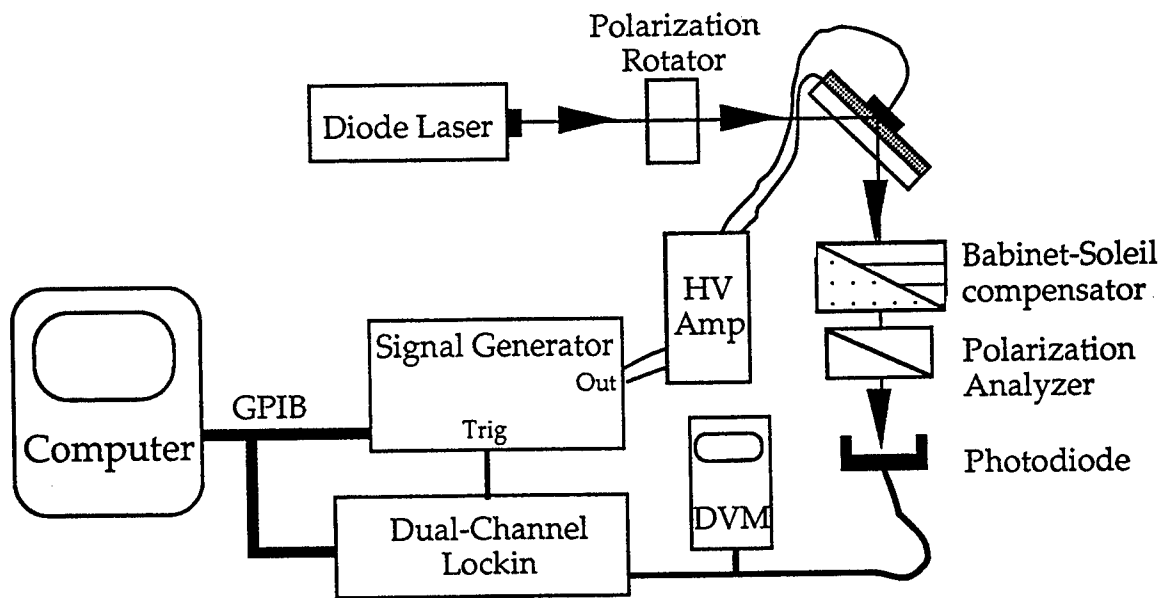 Polarization
Rotator
Diode Laser
Babinet-Soleil
compensator
HV
Amp
Signal Generator
Out
Polarization
Analyzer
GPIB
Trig
Computer
Photodiode
DVM
Dual-Channel
Lockin